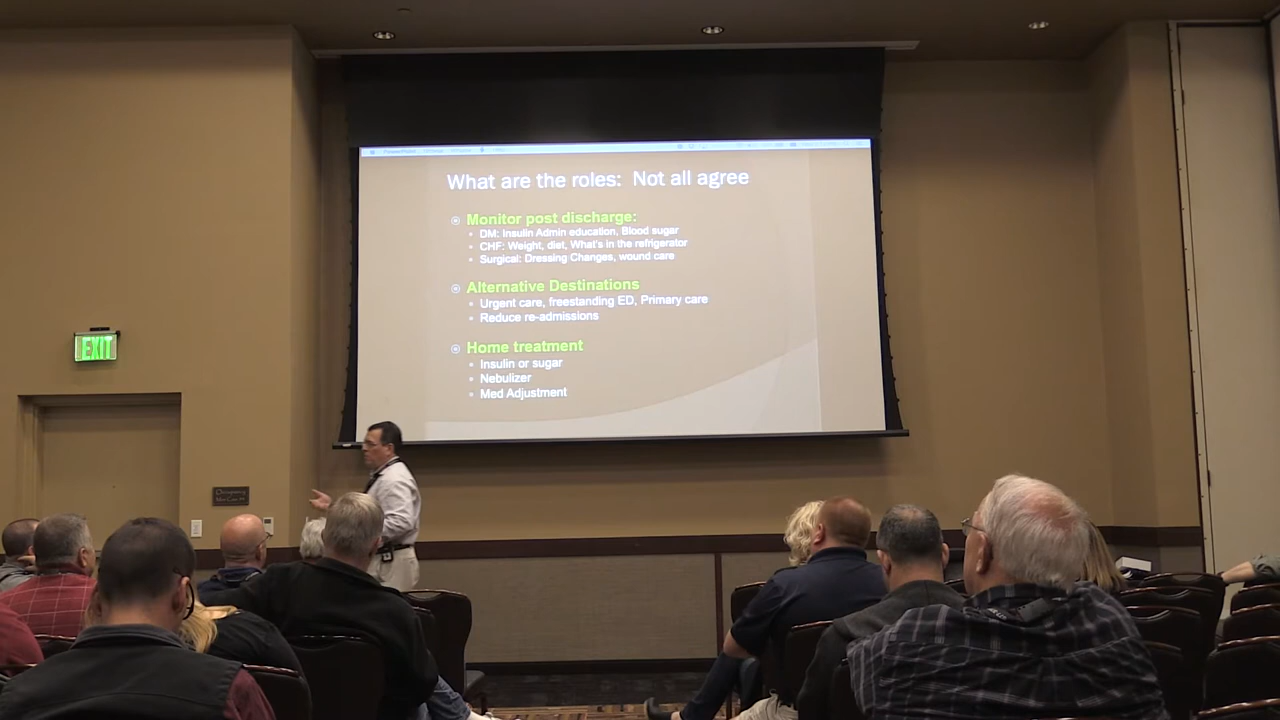 What are the roles: Not all agree
Monitor post discharge:
DM: Insulin Admin education, Blood sugar
CHF: Weight, diet, What's in the refrigerator
Surgical: Dressing Changes, wound care
Alternative Destinations
Urgent care, freestanding ED, Primary care
Reduce re-admissions
Home treatment
Insulin or sugar
Nebulizer
Med Adjustment
EXIT
Occupancy